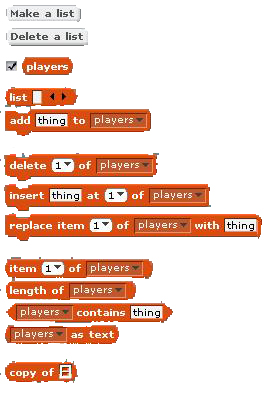 Make a list
Delete a list
players
list
add thing to players
delete 1 of players
insert thing at 1 of players
replace item 1 of players with thing
item 1 of players
length of players
players contains thing
players as text
copy of